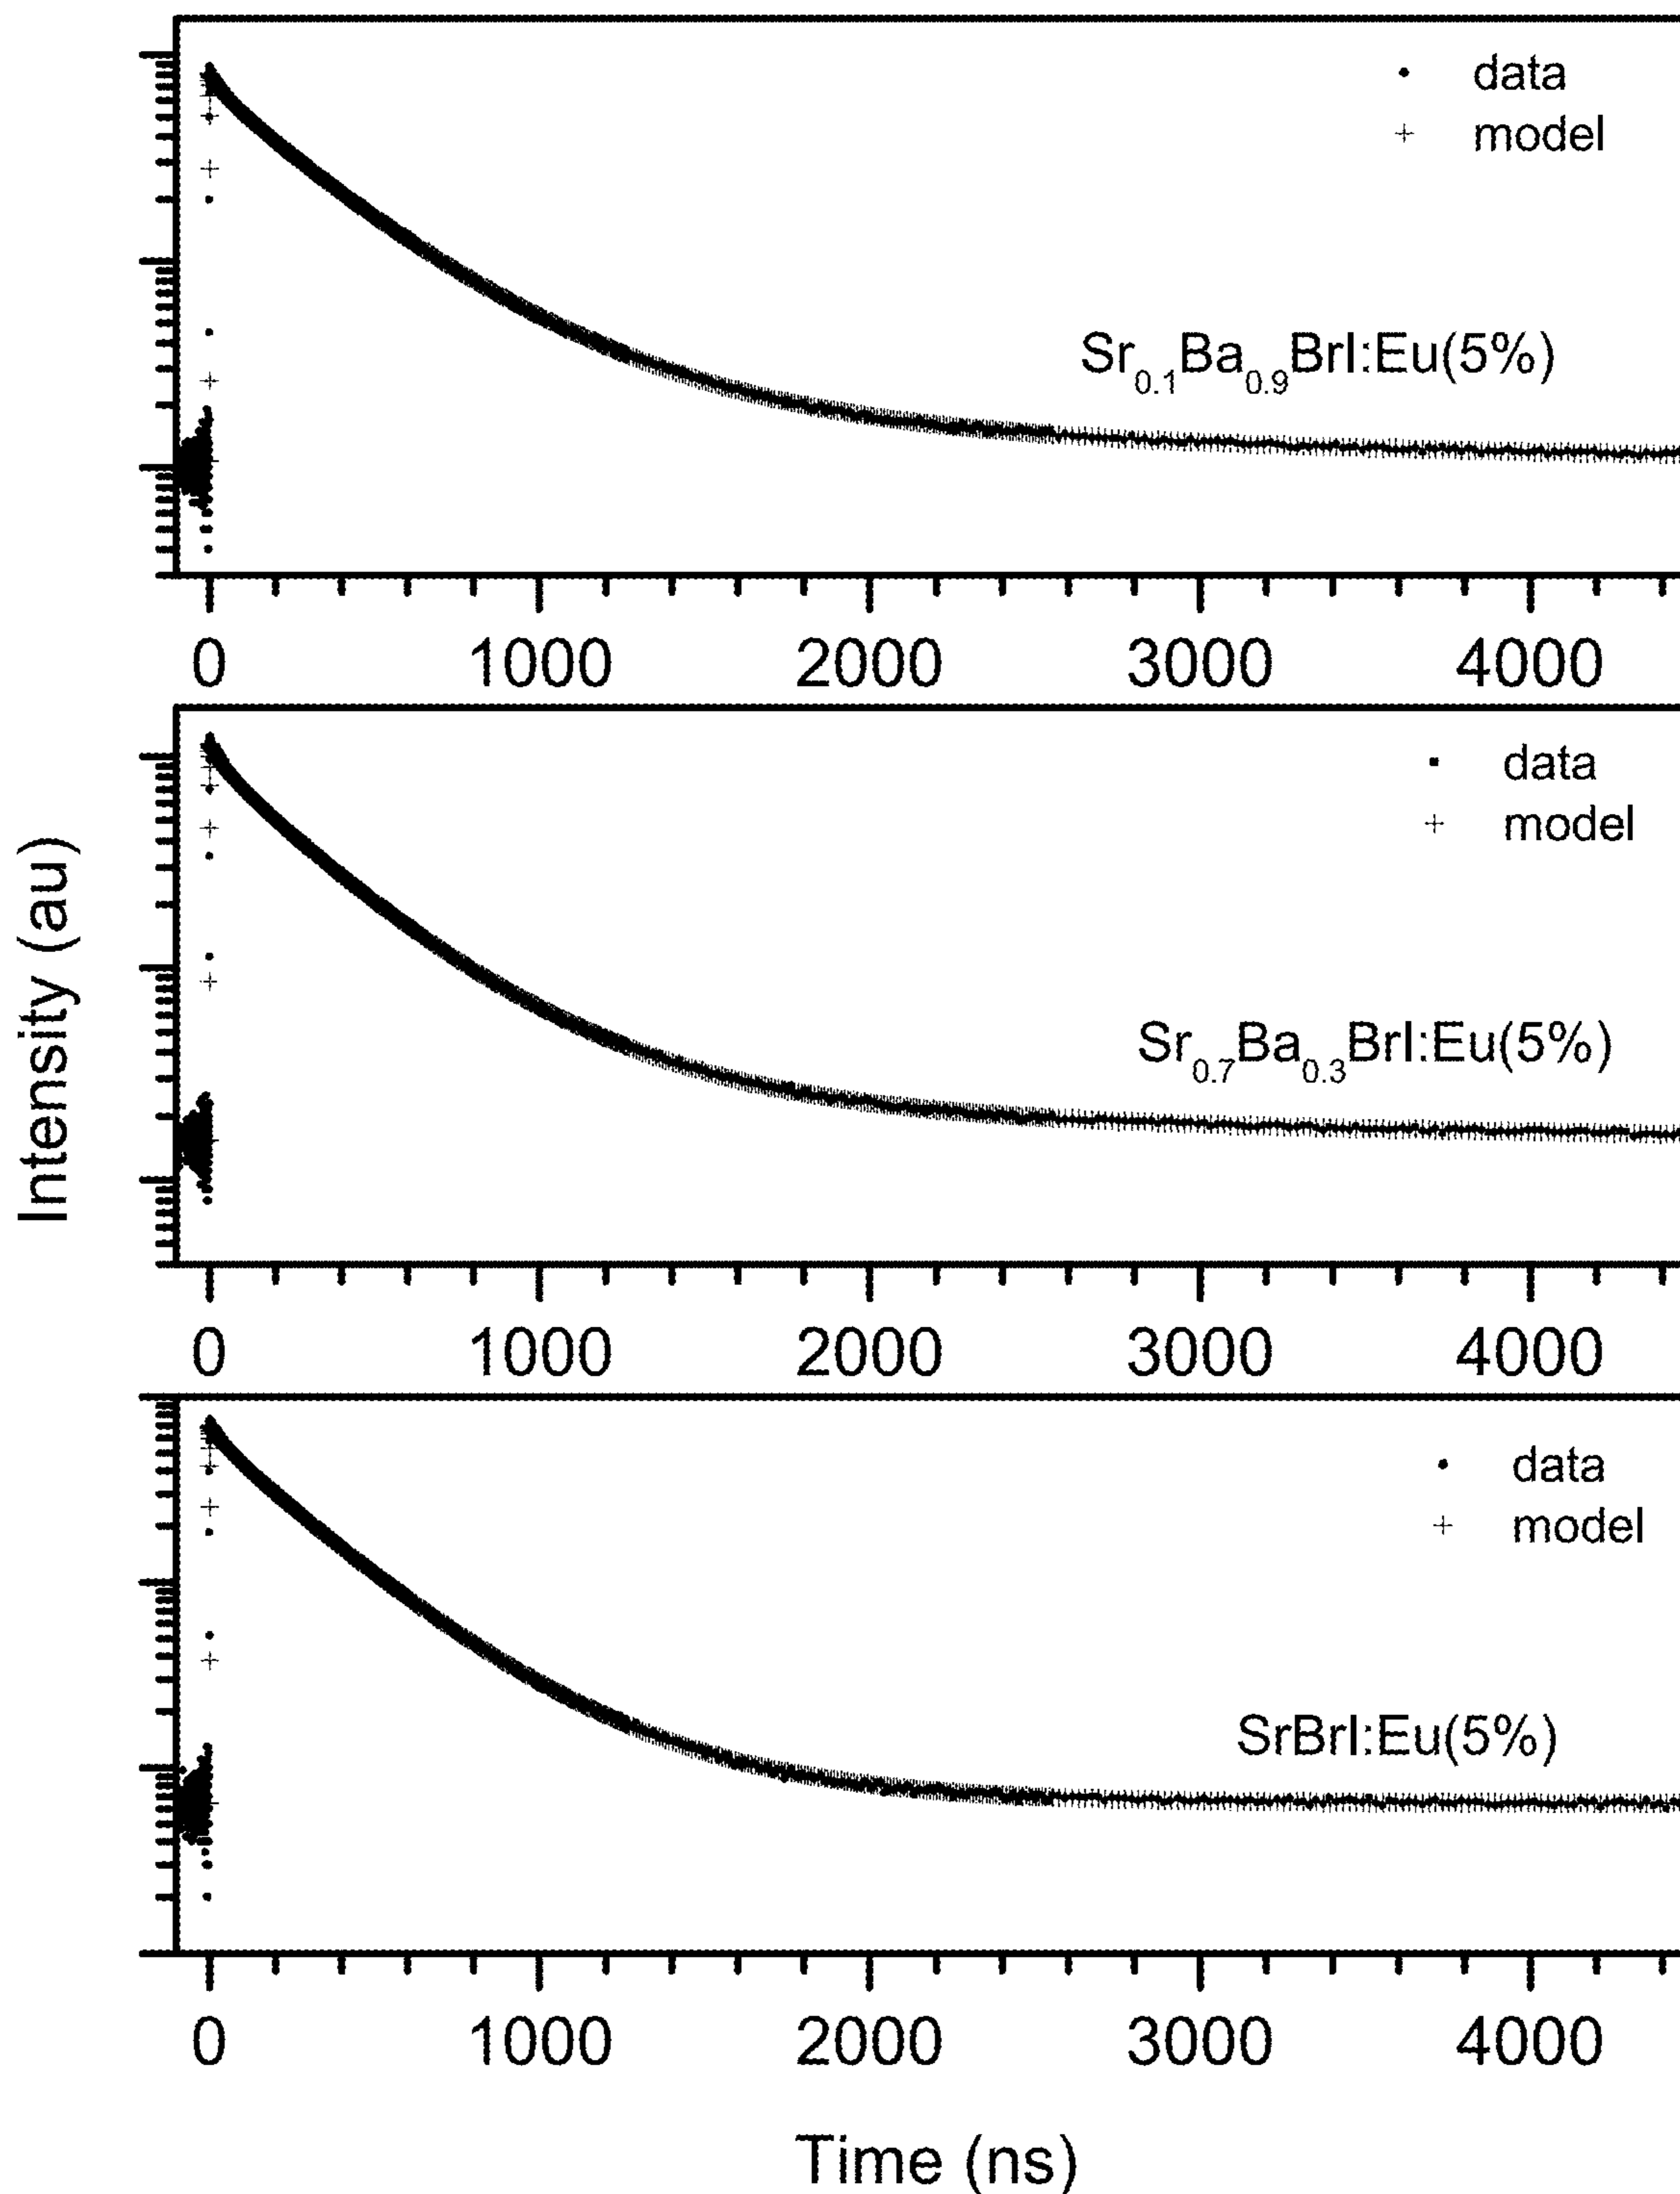 data
model
Sr0.1Ba0.9BrI:Eu(5%)
0 1000 2000 3000 4000
data
model
Intensity (au)
Sr0.7Ba0.3BrI:Eu(5%)
0 1000 2000 3000 4000
data
model
SrBrI:Eu(5%)
0 1000 2000 3000 4000
Time (ns)